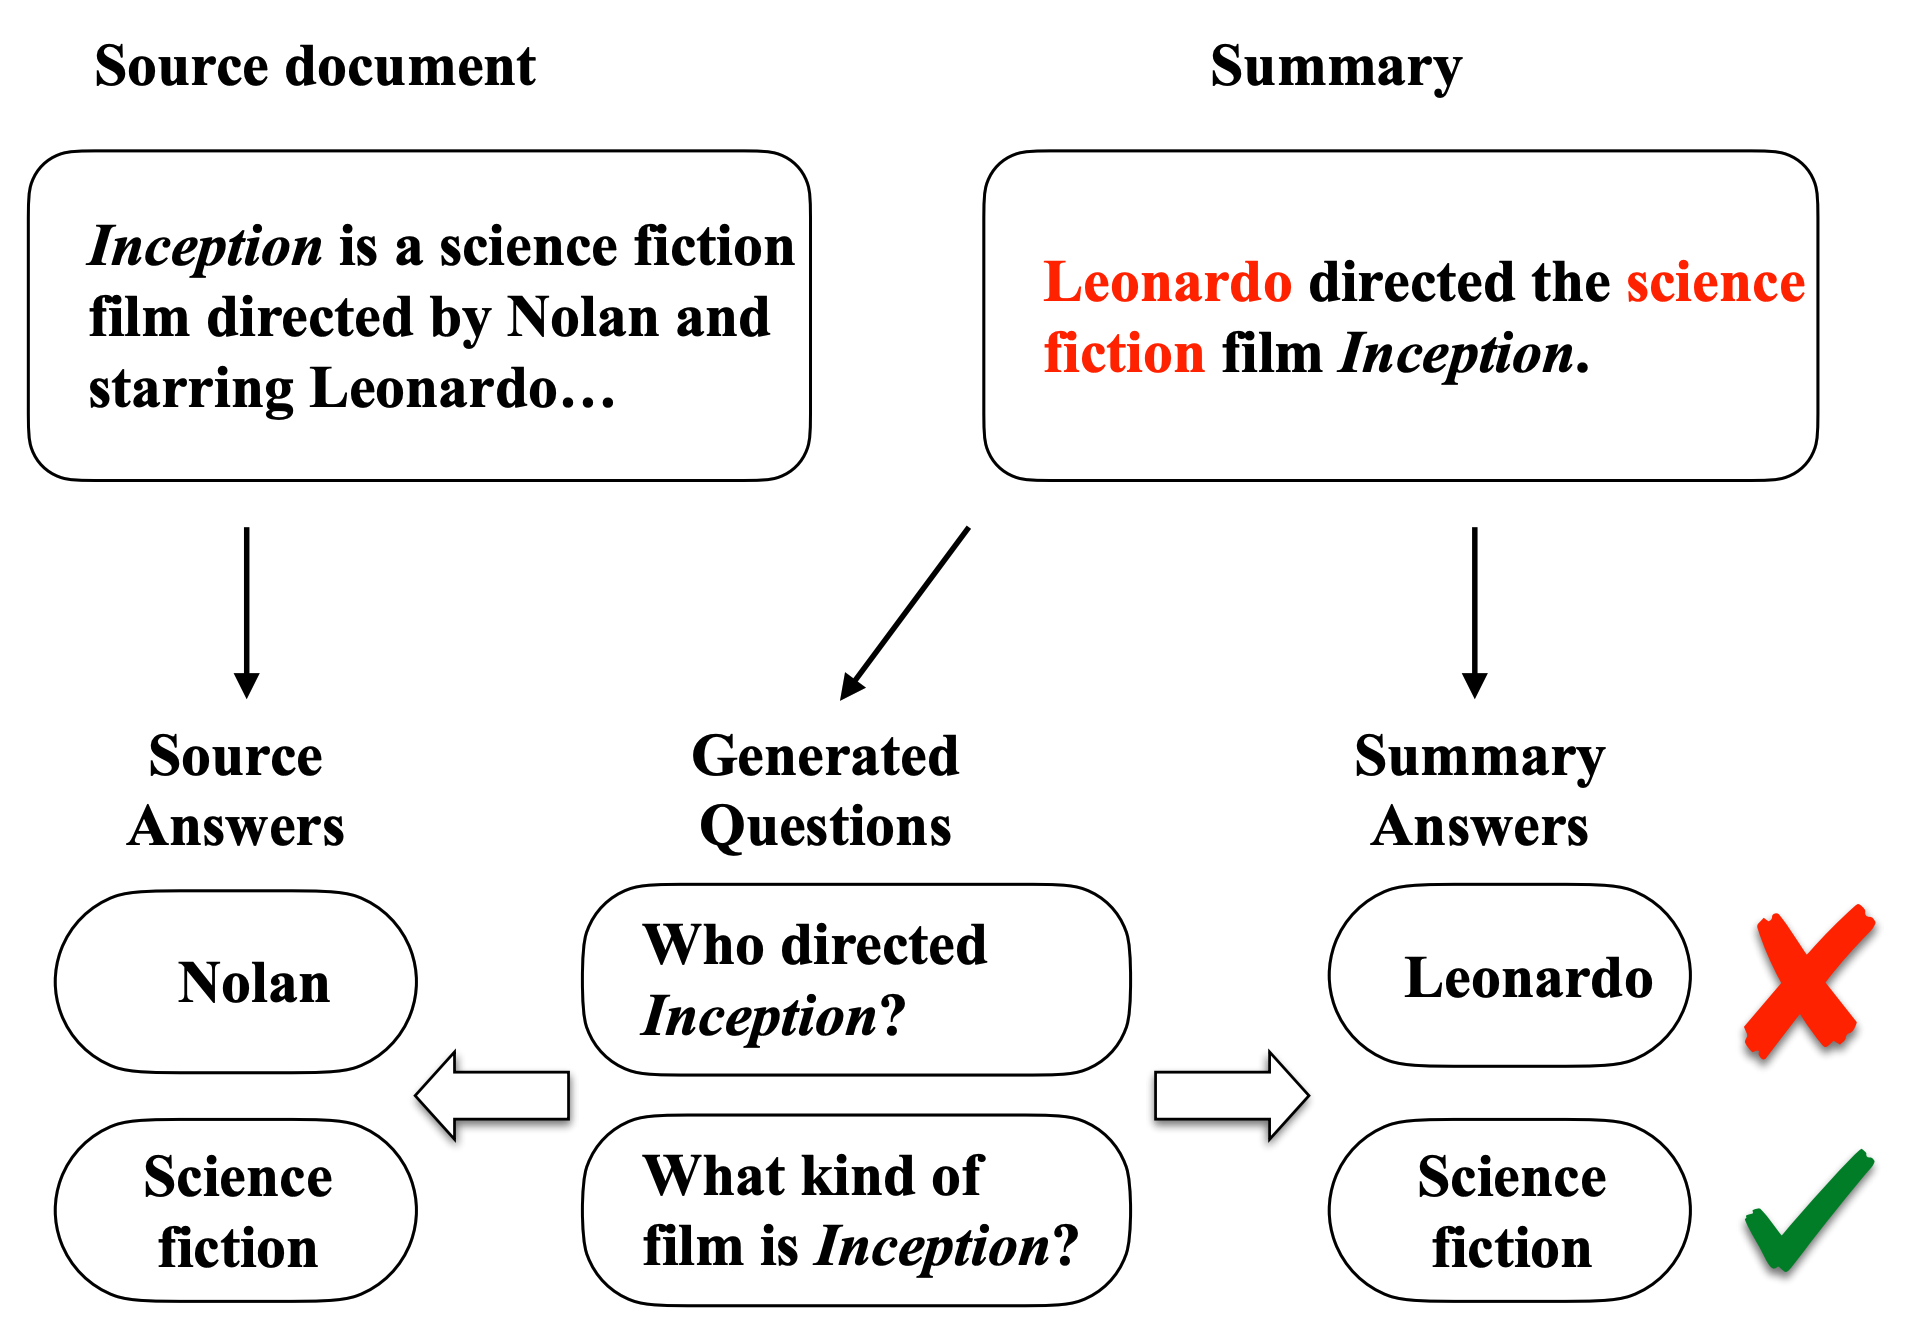 Source document
Summary
Inception is a science fiction
film directed by Nolan and
starring Leonardo…
Leonardo directed the science
fiction film Inception.
Source
Answers
Generated
Questions
Summary
Answers
Nolan
Who directed
Inception?
Leonardo
Science
fiction
What kind of
film is Inception?
Science
fiction